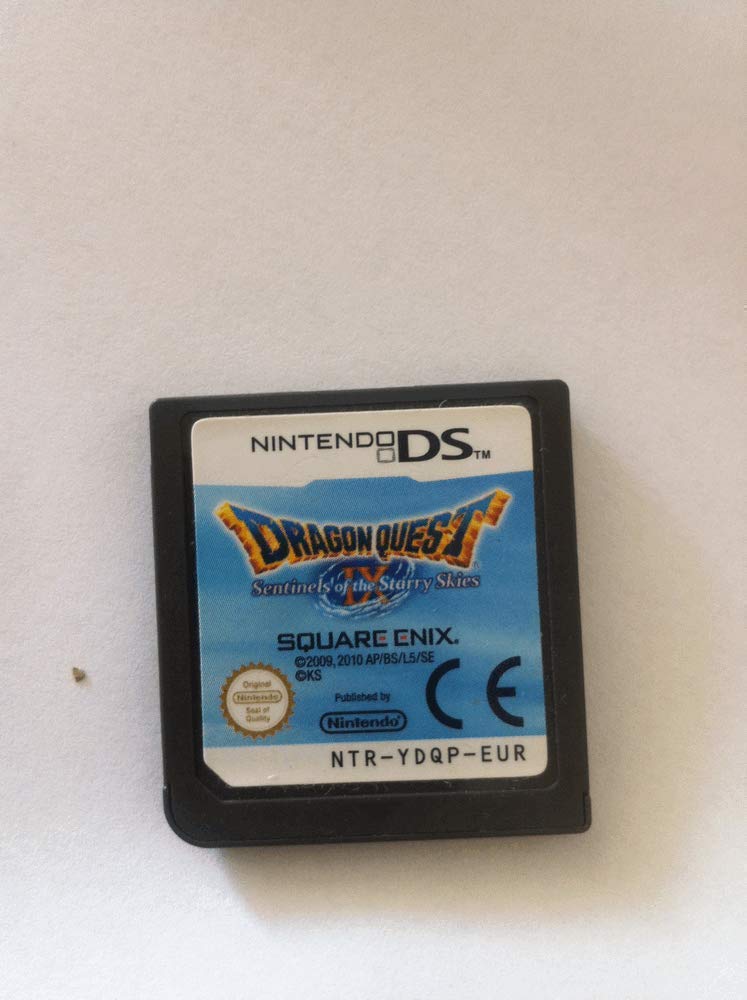 NINTENDO DS™
DRAGON QUEST
IX
Sentinels of the Starry Skies
SQUARE ENIX.
©2009, 2010 AP/BS/L5/SE
©KS
Original
Nintendo
Seal of
Quality
Published by
Nintendo®
CE
NTR-YDQP-EUR